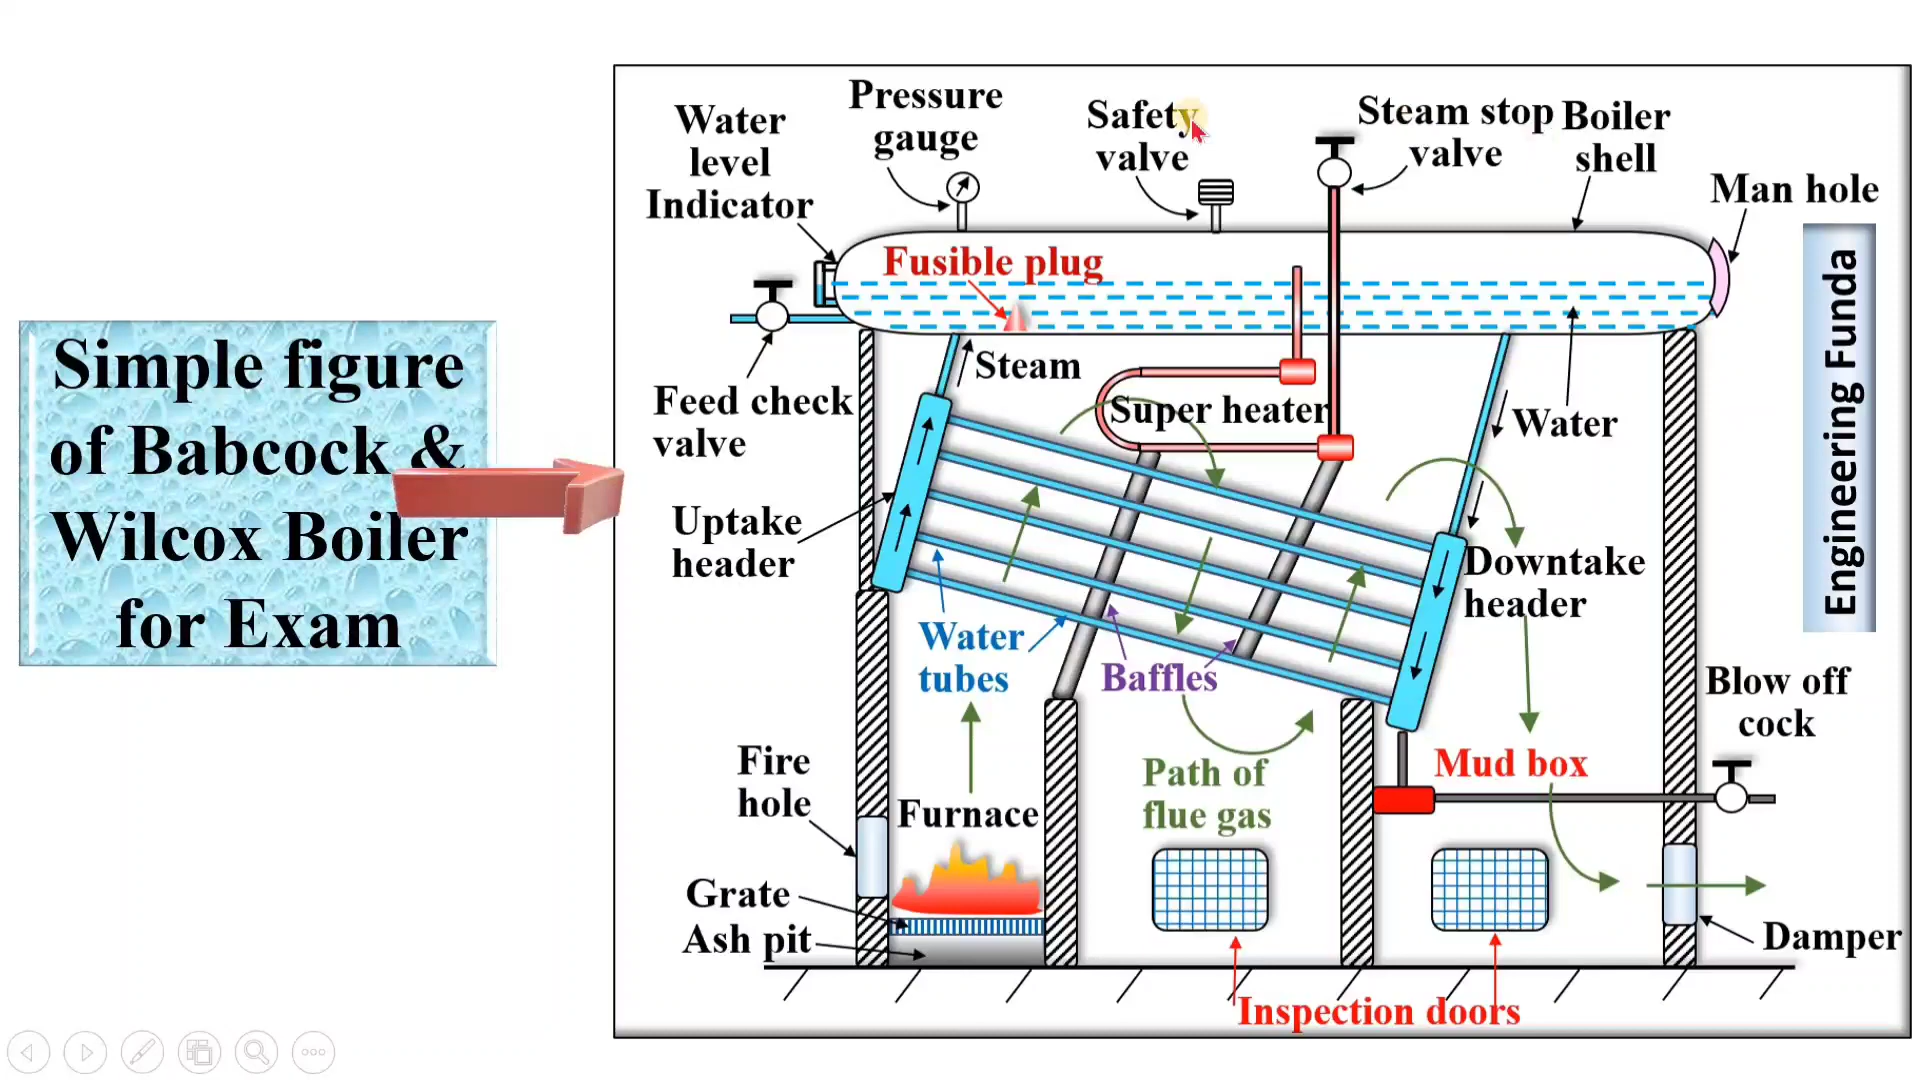 Simple figure
of Babcock &
Wilcox Boiler
for Exam
Water
level
Indicator
Pressure
gauge
Safety
valve
Steam stop
valve
Boiler
shell
Man hole
Fusible plug
Engineering Funda
Feed check
valve
Steam
Super heater
Water
Uptake
header
Downtake
header
Water
tubes
Baffles
Blow off
cock
Fire
hole
Furnace
Path of
flue gas
Mud box
Grate
Ash pit
Damper
Inspection doors